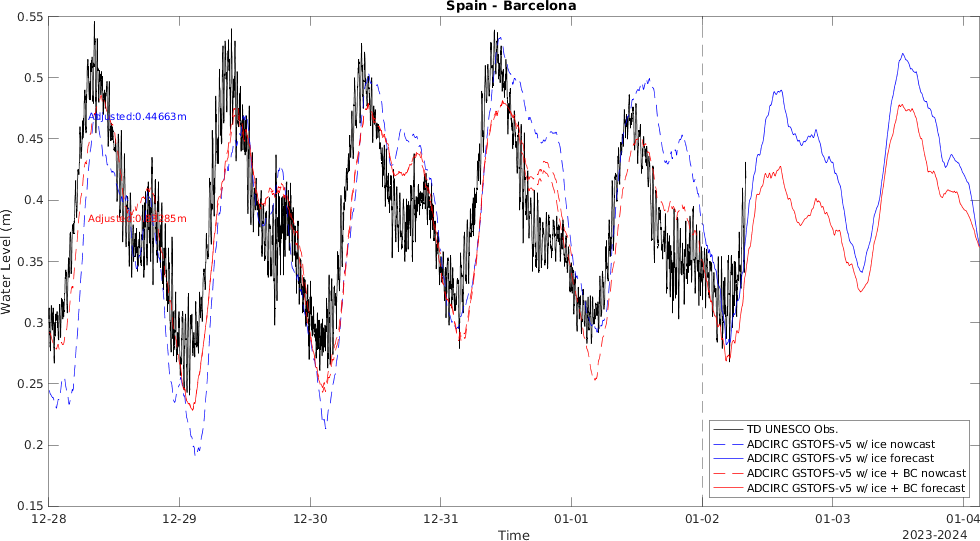 Spain - Barcelona
0.55
0.5
0.45
0.4
0.35
0.3
0.25
0.2
0.15
Water Level (m)
Adjusted:0.44663m
12-28
12-29
12-30
12-31
01-01
01-02
01-03
01-04
Time
2023-2024
TD UNESCO Obs.
ADCIRC GSTOFS-v5 w/ ice nowcast
ADCIRC GSTOFS-v5 w/ ice forecast
ADCIRC GSTOFS-v5 w/ ice + BC nowcast
ADCIRC GSTOFS-v5 w/ ice + BC forecast